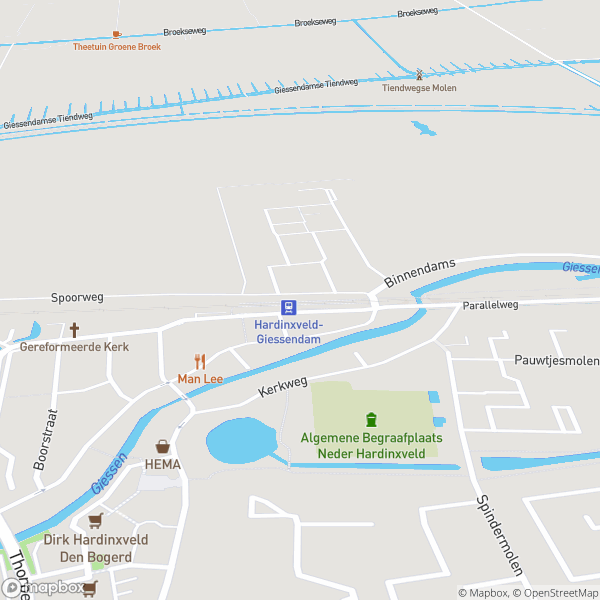 Broekseweg
Broekseweg
Broekseweg
Theetuin Groene Broek
Tiendwegse Molen
Giessendamse Tiendweg
Giessendamse Tiendweg
Binnendams
Giessen
Spoorweg
Parallelweg
Hardinxveld-
Giessendam
Gereformeerde Kerk
Man Lee
Pauwtjesmolen
Kerkweg
Boorstraat
Algemene Begraafplaats
Neder Hardinxveld
HEMA
Giessen
Spindermolen
Dirk Hardinxveld
Den Bogerd
mapbox
© Mapbox, © OpenStreetMap